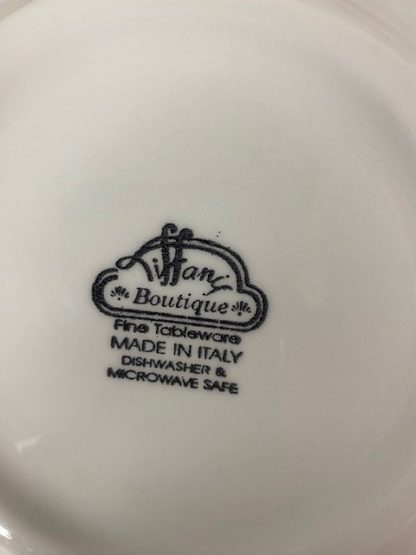 Tiffany
Boutique
Fine Tableware
MADE IN ITALY
DISHWASHER &
MICROWAVE SAFE